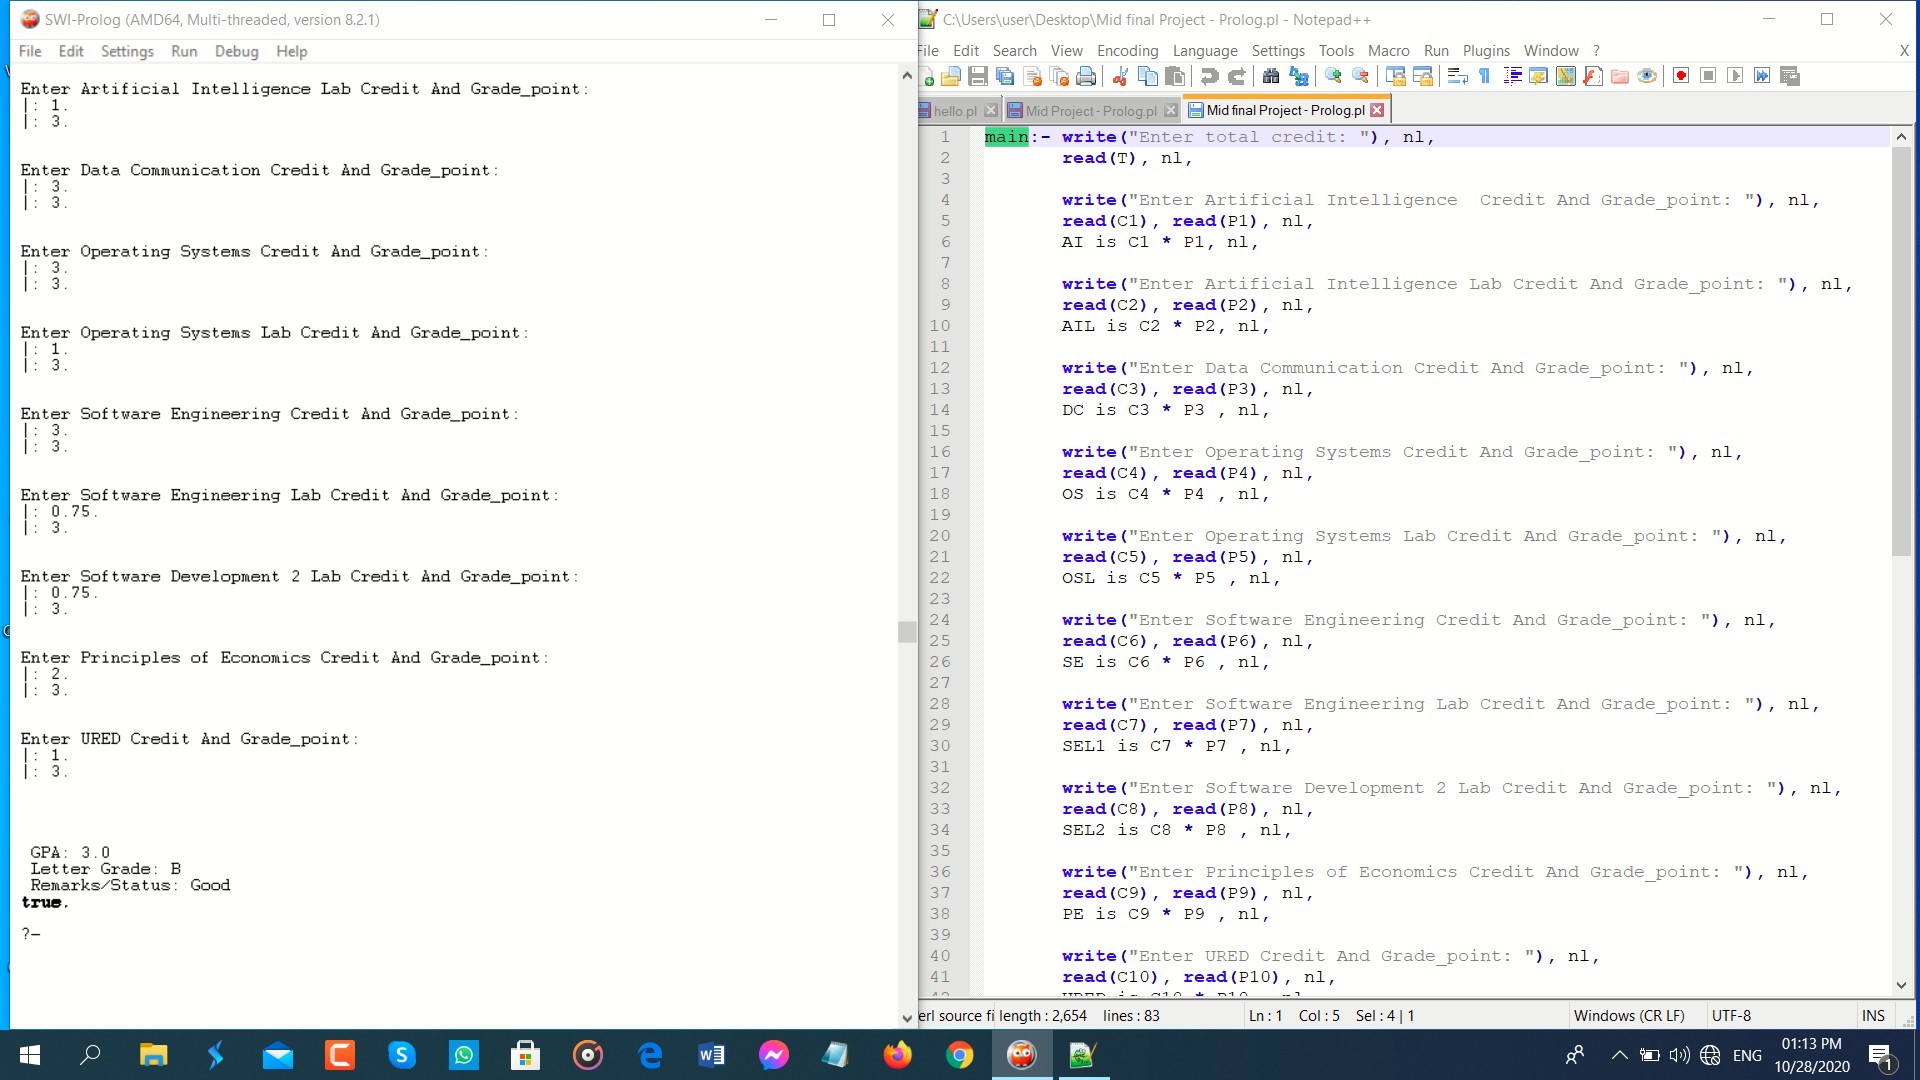 SWI-Prolog (AMD64, Multi-threaded, version 8.2.1)
File Edit Settings Run Debug Help
Enter Artificial Intelligence Lab Credit And Grade_point:
|: 1.
|: 3.
Enter Data Communication Credit And Grade_point:
|: 3.
|: 3.
Enter Operating Systems Credit And Grade_point:
|: 3.
|: 3.
Enter Operating Systems Lab Credit And Grade_point:
|: 1.
|: 3.
Enter Software Engineering Credit And Grade_point:
|: 3.
|: 3.
Enter Software Engineering Lab Credit And Grade_point:
|: 0.75.
|: 3.
Enter Software Development 2 Lab Credit And Grade_point:
|: 0.75.
|: 3.
Enter Principles of Economics Credit And Grade_point:
|: 2.
|: 3.
Enter URED Credit And Grade_point:
|: 1.
|: 3.
GPA: 3.0
Letter Grade: B
Remarks/Status: Good
true.
?-
C:\Users\user\Desktop\Mid final Project - Prolog.pl - Notepad++
File Edit Search View Encoding Language Settings Tools Macro Run Plugins Window ? X
hello.pl Mid Project - Prolog.pl Mid final Project - Prolog.pl
1 main:- write("Enter total credit: "), nl,
2 read(T), nl,
3
4 write("Enter Artificial Intelligence  Credit And Grade_point: "), nl,
5 read(C1), read(P1), nl,
6 AI is C1 * P1, nl,
7
8 write("Enter Artificial Intelligence Lab Credit And Grade_point: "), nl,
9 read(C2), read(P2), nl,
10 AIL is C2 * P2, nl,
11
12 write("Enter Data Communication Credit And Grade_point: "), nl,
13 read(C3), read(P3), nl,
14 DC is C3 * P3 , nl,
15
16 write("Enter Operating Systems Credit And Grade_point: "), nl,
17 read(C4), read(P4), nl,
18 OS is C4 * P4 , nl,
19
20 write("Enter Operating Systems Lab Credit And Grade_point: "), nl,
21 read(C5), read(P5), nl,
22 OSL is C5 * P5 , nl,
23
24 write("Enter Software Engineering Credit And Grade_point: "), nl,
25 read(C6), read(P6), nl,
26 SE is C6 * P6 , nl,
27
28 write("Enter Software Engineering Lab Credit And Grade_point: "), nl,
29 read(C7), read(P7), nl,
30 SEL1 is C7 * P7 , nl,
31
32 write("Enter Software Development 2 Lab Credit And Grade_point: "), nl,
33 read(C8), read(P8), nl,
34 SEL2 is C8 * P8 , nl,
35
36 write("Enter Principles of Economics Credit And Grade_point: "), nl,
37 read(C9), read(P9), nl,
38 PE is C9 * P9 , nl,
39
40 write("Enter URED Credit And Grade_point: "), nl,
41 read(C10), read(P10), nl,
erl source fi length : 2,654 lines : 83 Ln : 1 Col : 5 Sel : 4 | 1 Windows (CR LF) UTF-8 INS
ENG 01:13 PM
10/28/2020 1